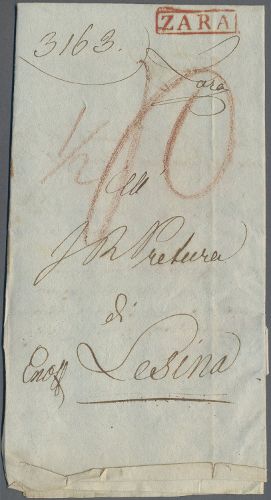 ZARA
3163.
Zara
1/2 10
All'
I R Pretura
di
Lesina